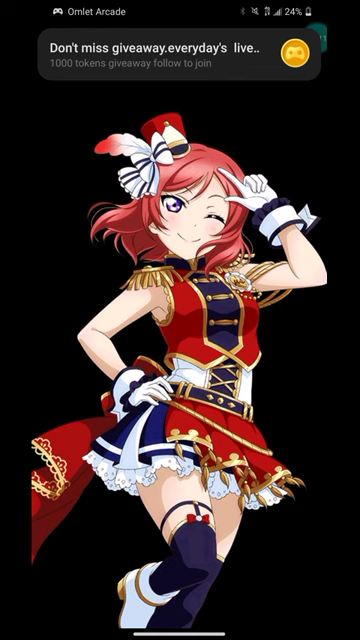 Omlet Arcade 24%
Don't miss giveaway.everyday's live..
1000 tokens giveaway follow to join